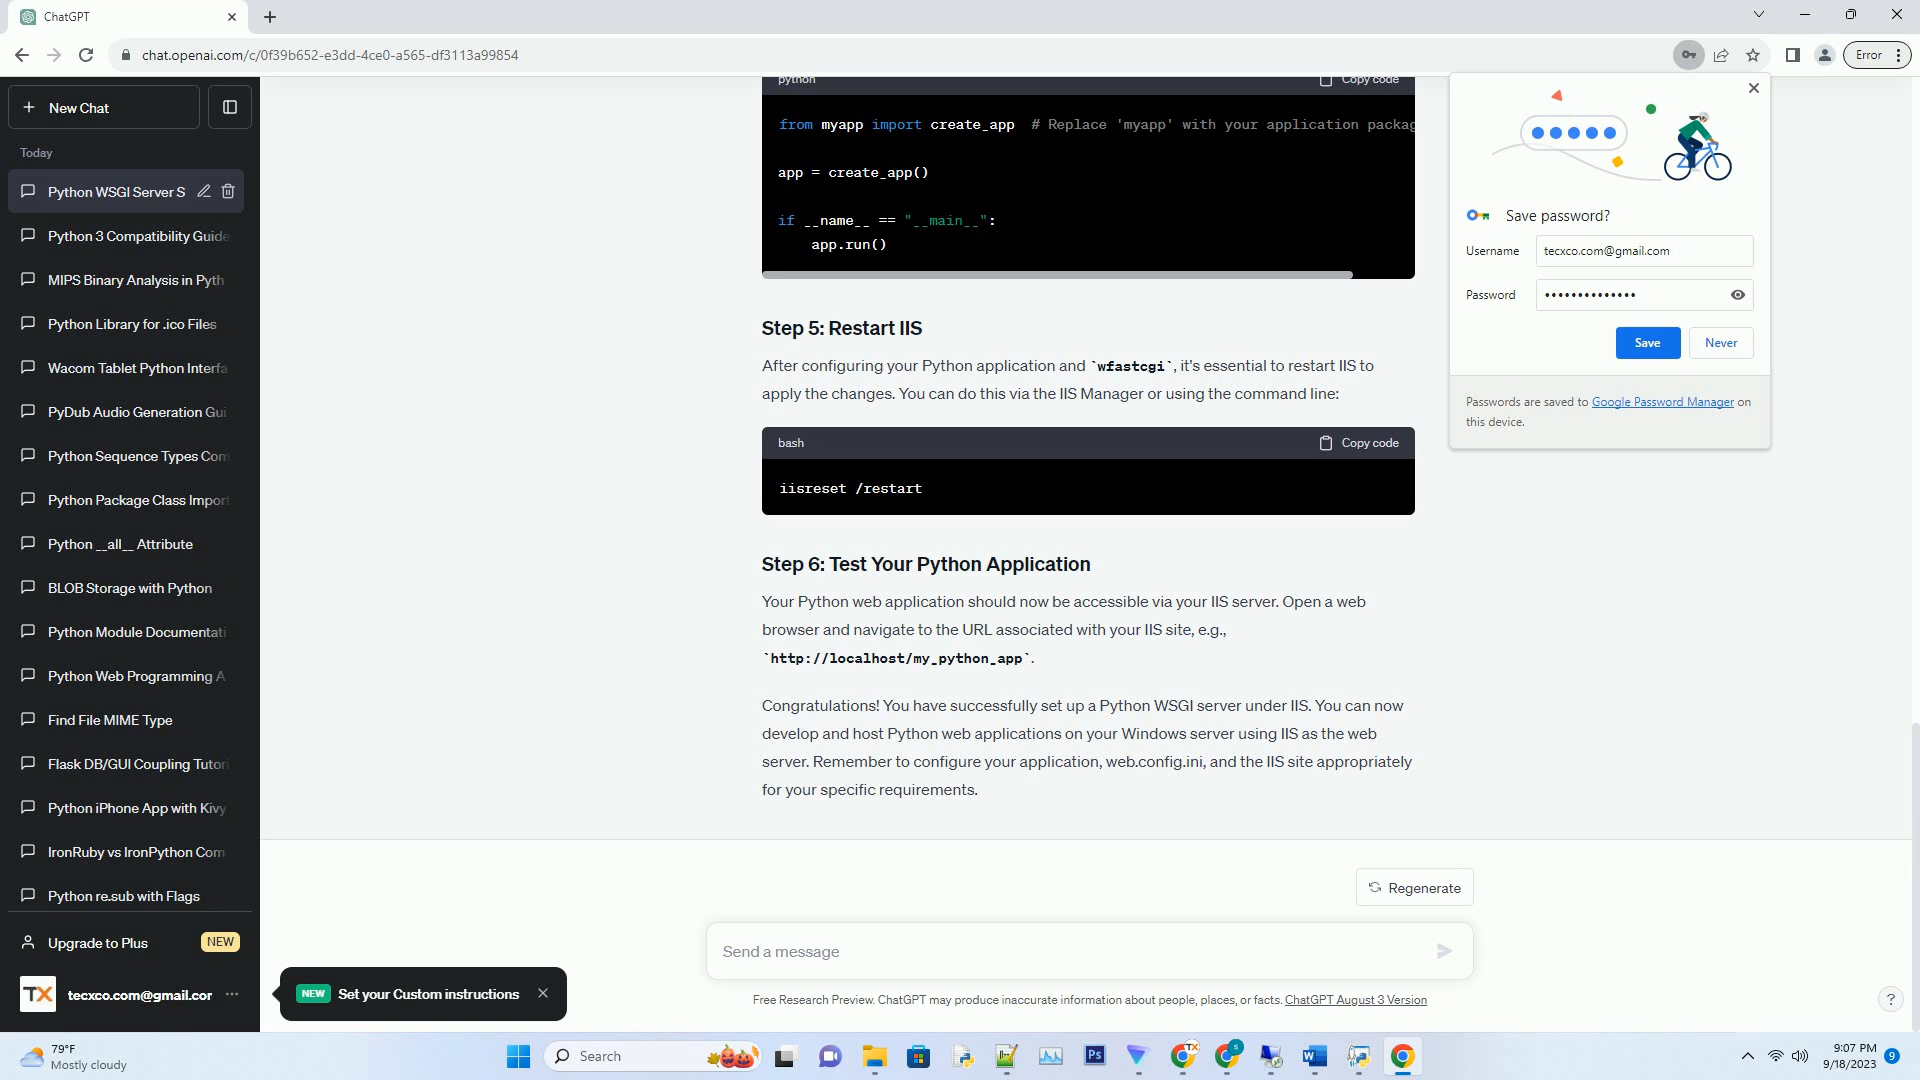 ChatGPT
chat.openai.com/c/0f39b652-e3dd-4ce0-a565-df3113a99854
Error
New Chat
Today
Python WSGI Server S
Python 3 Compatibility Guide
MIPS Binary Analysis in Pyth
Python Library for .ico Files
Wacom Tablet Python Interfa
PyDub Audio Generation Gui
Python Sequence Types Com
Python Package Class Import
Python __all__ Attribute
BLOB Storage with Python
Python Module Documentati
Python Web Programming A
Find File MIME Type
Flask DB/GUI Coupling Tutori
Python iPhone App with Kivy
IronRuby vs IronPython Com
Python re.sub with Flags
Upgrade to Plus NEW
TX tecxco.com@gmail.cor
python Copy code
from myapp import create_app # Replace 'myapp' with your application packag
app = create_app()
if __name__ == "__main__":
app.run()
Step 5: Restart IIS
After configuring your Python application and `wfastcgi`, it's essential to restart IIS to
apply the changes. You can do this via the IIS Manager or using the command line:
bash Copy code
iisreset /restart
Step 6: Test Your Python Application
Your Python web application should now be accessible via your IIS server. Open a web
browser and navigate to the URL associated with your IIS site, e.g.,
`http://localhost/my_python_app`.
Congratulations! You have successfully set up a Python WSGI server under IIS. You can now
develop and host Python web applications on your Windows server using IIS as the web
server. Remember to configure your application, web.config.ini, and the IIS site appropriately
for your specific requirements.
Regenerate
Send a message
Free Research Preview. ChatGPT may produce inaccurate information about people, places, or facts. ChatGPT August 3 Version
NEW Set your Custom instructions
?
Save password?
Username tecxco.com@gmail.com
Password ••••••••••••••
Save Never
Passwords are saved to Google Password Manager on
this device.
79°F
Mostly cloudy
Search
Ps
TX
S
9:07 PM
9/18/2023
9